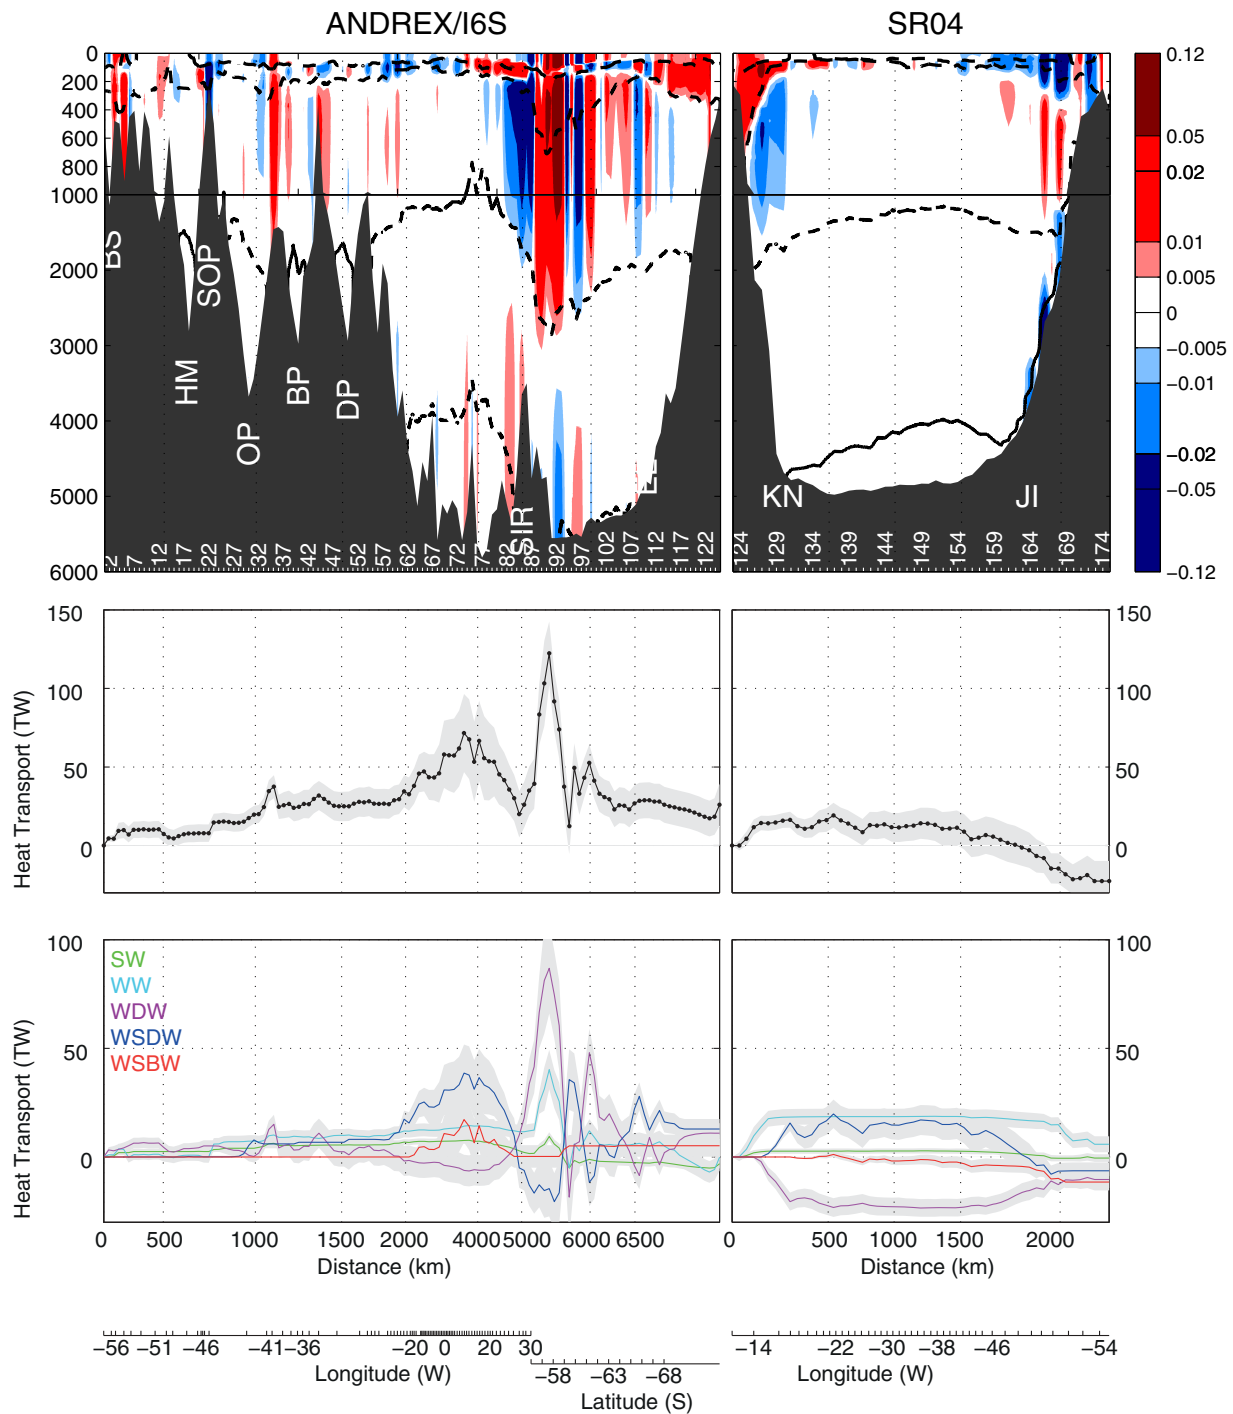 ANDREX/I6S
SR04
0
200
400
600
800
1000
2000
3000
4000
5000
6000
BS
HM
SOP
OP
BP
DP
SIR
2 7 12 17 22 27 32 37 42 47 52 57 62 67 72 77 82 87 92 97 102 107 112 117 122
KN
JI
124 129 134 139 144 149 154 159 164 169 174
0.12
0.05
0.02
0.01
0.005
0
−0.005
−0.01
−0.02
−0.05
−0.12
Heat Transport (TW)
150
100
50
0
150
100
50
0
Heat Transport (TW)
100
50
0
SW
WW
WDW
WSDW
WSBW
100
50
0
0 500 1000 1500 2000 4000 5000 6000 6500
Distance (km)
0 500 1000 1500 2000
Distance (km)
−56 −51 −46 −41 −36 −20 0 20 30
Longitude (W)
−58 −63 −68
Latitude (S)
−14 −22 −30 −38 −46 −54
Longitude (W)